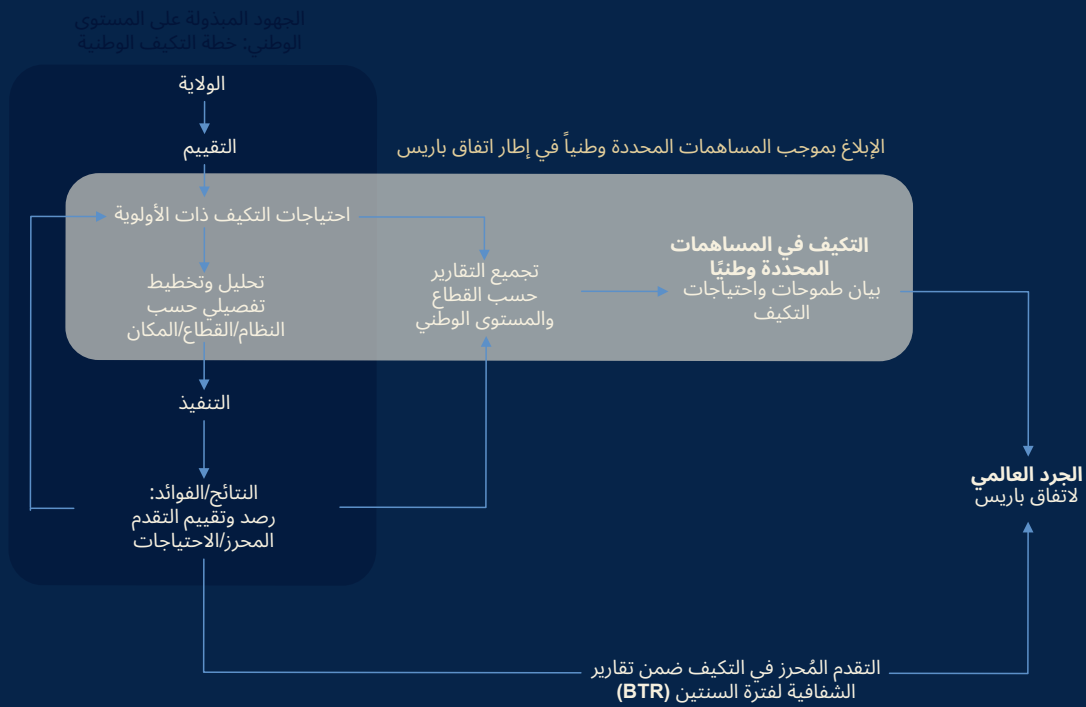 الجهود المبذولة على المستوى
الوطني: خطة التكيف الوطنية
الولاية
التقييم
الإبلاغ بموجب المساهمات المحددة وطنياً في إطار اتفاق باريس
احتياجات التكيف ذات الأولوية
تحليل وتخطيط
تفصيلي حسب
النظام/القطاع/المكان
تجميع التقارير
حسب القطاع
والمستوى الوطني
التكيف في المساهمات
المحددة وطنيًا
بيان طموحات واحتياجات
التكيف
التنفيذ
النتائج/الفوائد:
رصد وتقييم التقدم
المحرز/الاحتياجات
الجرد العالمي
لاتفاق باريس
التقدم المُحرز في التكيف ضمن تقارير
الشفافية لفترة السنتين (BTR)